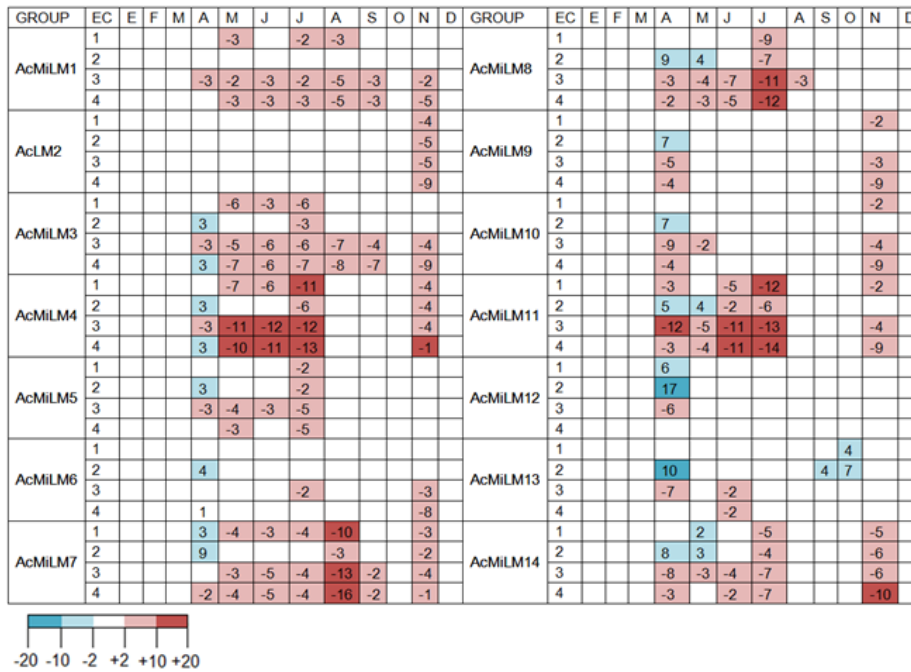 GROUP EC E F M A M J J A S O N D
AcMiLM1
1 -3 -2 -3
2
3 -3 -2 -3 -2 -5 -3 -2
4 -3 -3 -3 -5 -3 -5
AcLM2
1 -4
2 -5
3 -5
4 -9
AcMiLM3
1 -6 -3 -6
2 3 -3
3 -3 -5 -6 -6 -7 -4 -4
4 3 -7 -6 -7 -8 -7 -9
AcMiLM4
1 -7 -6 -11 -4
2 3 -6 -4
3 -3 -11 -12 -12 -4
4 3 -10 -11 -13 -1
AcMiLM5
1 -2
2 3 -2
3 -3 -4 -3 -5
4 -3 -5
AcMiLM6
1
2 4
3 -2 -3
4 1 -8
AcMiLM7
1 3 -4 -3 -4 -10 -3
2 9 -3 -2
3 -3 -5 -4 -13 -2 -4
4 -2 -4 -5 -4 -16 -2 -1
GROUP EC E F M A M J J A S O N
AcMiLM8
1 -9
2 9 4 -7
3 -3 -4 -7 -11 -3
4 -2 -3 -5 -12
AcMiLM9
1 -2
2 7
3 -5 -3
4 -4 -9
AcMiLM10
1 -2
2 7
3 -9 -2 -4
4 -4 -9
AcMiLM11
1 -3 -5 -12 -2
2 5 4 -2 -6
3 -12 -5 -11 -13 -4
4 -3 -4 -11 -14 -9
AcMiLM12
1 6
2 17
3 -6
4
AcMiLM13
1 4
2 10 4 7
3 -7 -2
4 -2
AcMiLM14
1 2 -5 -5
2 8 3 -4 -6
3 -8 -3 -4 -7 -6
4 -3 -2 -7 -10
-20 -10 -2 +2 +10 +20